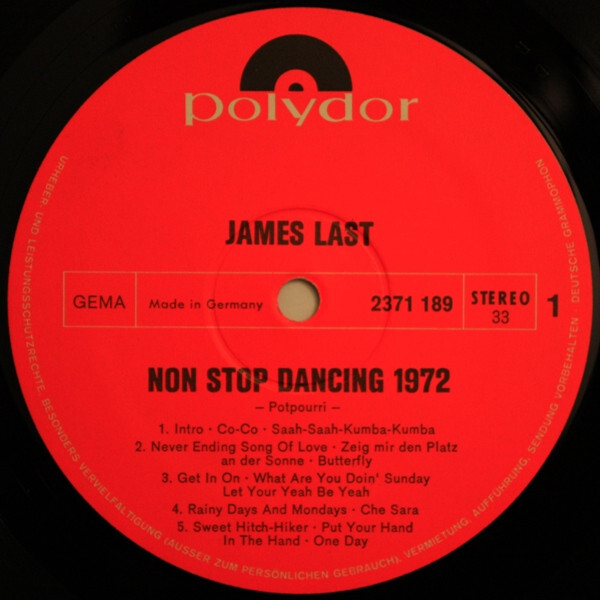 polydor
JAMES LAST
GEMA
Made in Germany
2371 189
STEREO
33
1
NON STOP DANCING 1972
– Potpourri –
1. Intro · Co-Co · Saah-Saah-Kumba-Kumba
2. Never Ending Song Of Love · Zeig mir den Platz
an der Sonne · Butterfly
3. Get In On · What Are You Doin' Sunday
Let Your Yeah Be Yeah
4. Rainy Days And Mondays · Che Sara
5. Sweet Hitch-Hiker · Put Your Hand
In The Hand · One Day
URHEBER- UND LEISTUNGSSCHUTZRECHTE, BESONDERS VERVIELFÄLTIGUNG (AUSSER ZUM PERSÖNLICHEN GEBRAUCH), VERMIETUNG, AUFFÜHRUNG, SENDUNG VORBEHALTEN DEUTSCHE GRAMMOPHON